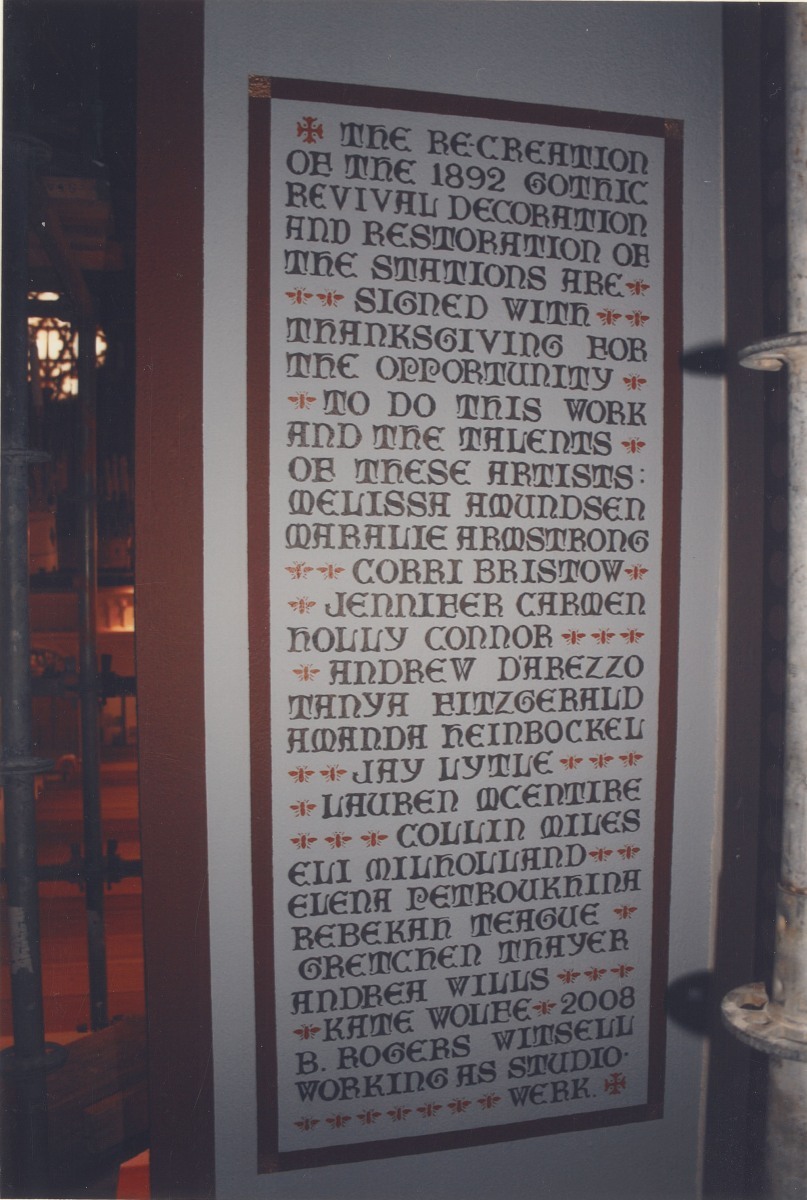 THE RE-CREATION
OF THE 1892 GOTHIC
REVIVAL DECORATION
AND RESTORATION OF
THE STATIONS ARE
SIGNED WITH
THANKSGIVING FOR
THE OPPORTUNITY
TO DO THIS WORK
AND THE TALENTS
OF THESE ARTISTS:
MELISSA AMUNDSEN
MARALIE ARMSTRONG
CORRI BRISTOW
JENNIFER CARMEN
HOLLY CONNOR
ANDREW D'AREZZO
TANYA FITZGERALD
AMANDA HEINBOCKEL
JAY LYTLE
LAUREN MCENTIRE
COLLIN MILES
ELI MILHOLLAND
ELENA PETROUKHINA
REBEKAH TEAGUE
GRETCHEN THAYER
ANDREA WILLS
KATE WOLFE 2008
B. ROGERS WITSELL
WORKING AS STUDIO·
WERK.